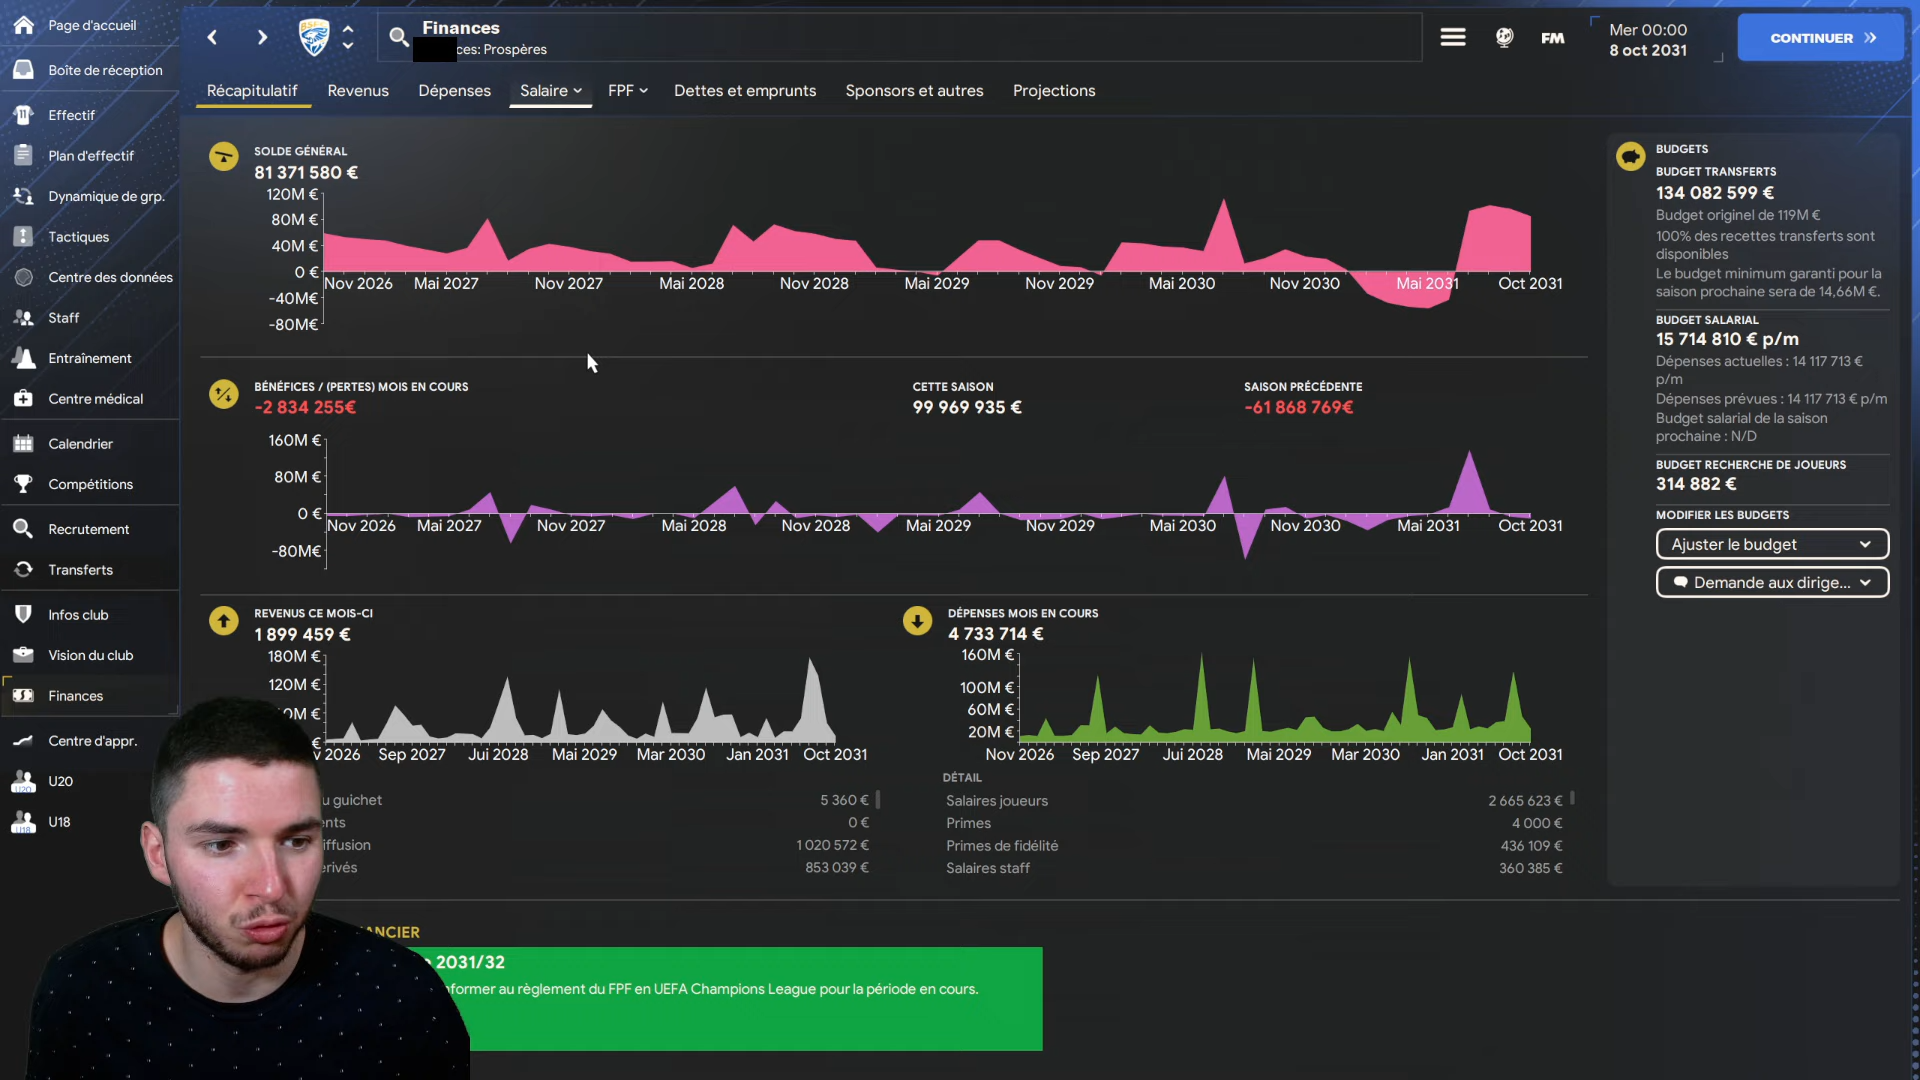 Page d'accueil
Boîte de réception
Effectif
Plan d'effectif
Dynamique de grp.
Tactiques
Centre des données
Staff
Entraînement
Centre médical
Calendrier
Compétitions
Recrutement
Transferts
Infos club
Vision du club
Finances
Centre d'appr.
U20
U18
Finances
ces: Prospères
FM
Mer 00:00
8 oct 2031
CONTINUER
Récapitulatif
Revenus
Dépenses
Salaire
FPF
Dettes et emprunts
Sponsors et autres
Projections
SOLDE GÉNÉRAL
81 371 580 €
120M €
80M €
40M €
0 €
-40M€
-80M€
Nov 2026 Mai 2027 Nov 2027 Mai 2028 Nov 2028 Mai 2029 Nov 2029 Mai 2030 Nov 2030 Mai 2031 Oct 2031
BÉNÉFICES / (PERTES) MOIS EN COURS
-2 834 255€
CETTE SAISON
99 969 935 €
SAISON PRÉCÉDENTE
-61 868 769€
160M €
80M €
0 €
-80M€
Nov 2026 Mai 2027 Nov 2027 Mai 2028 Nov 2028 Mai 2029 Nov 2029 Mai 2030 Nov 2030 Mai 2031 Oct 2031
REVENUS CE MOIS-CI
1 899 459 €
180M €
120M €
0M €
€
v 2026 Sep 2027 Jui 2028 Mai 2029 Mar 2030 Jan 2031 Oct 2031
u guichet 5 360 €
ents 0 €
iffusion 1 020 572 €
erivés 853 039 €
DÉPENSES MOIS EN COURS
4 733 714 €
160M €
100M €
60M €
20M €
Nov 2026 Sep 2027 Jui 2028 Mai 2029 Mar 2030 Jan 2031 Oct 2031
DÉTAIL
Salaires joueurs 2 665 623 €
Primes 4 000 €
Primes de fidélité 436 109 €
Salaires staff 360 385 €
ANCIER
2031/32
nformer au règlement du FPF en UEFA Champions League pour la période en cours.
BUDGETS
BUDGET TRANSFERTS
134 082 599 €
Budget originel de 119M €
100% des recettes transferts sont
disponibles
Le budget minimum garanti pour la
saison prochaine sera de 14,66M €.
BUDGET SALARIAL
15 714 810 € p/m
Dépenses actuelles : 14 117 713 €
p/m
Dépenses prévues : 14 117 713 € p/m
Budget salarial de la saison
prochaine : N/D
BUDGET RECHERCHE DE JOUEURS
314 882 €
MODIFIER LES BUDGETS
Ajuster le budget
Demande aux dirige...